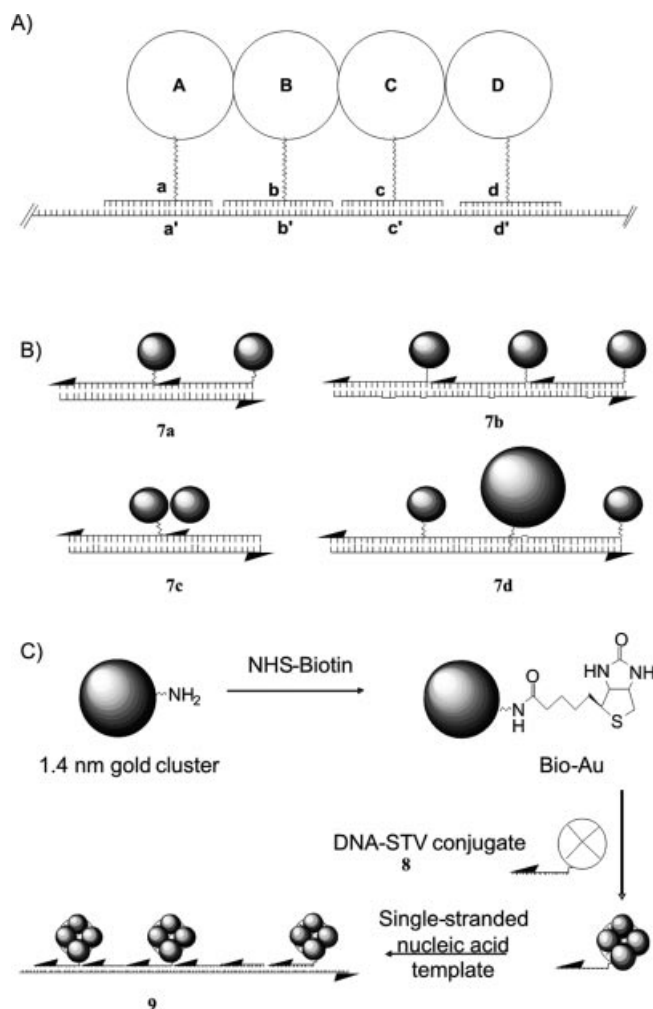 A)
A B C D
a b c d
a' b' c' d'
B)
7a 7b
7c 7d
C)
NH2
NHS-Biotin
O
O HN NH
N
H
S
1.4 nm gold cluster
Bio-Au
DNA-STV conjugate
8
Single-stranded
nucleic acid
template
9